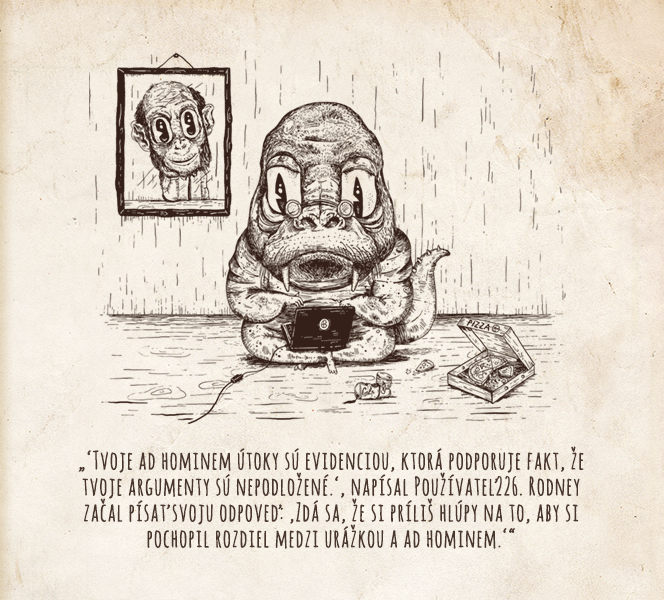 PIZZA
„‘Tvoje ad hominem útoky sú evidenciou, ktorá podporuje fakt, že
tvoje argumenty sú nepodložené.‘, napísal Používateľ226. Rodney
začal písať svoju odpoveď: ‚Zdá sa, že si príliš hlúpy na to, aby si
pochopil rozdiel medzi urážkou a ad hominem.‘“